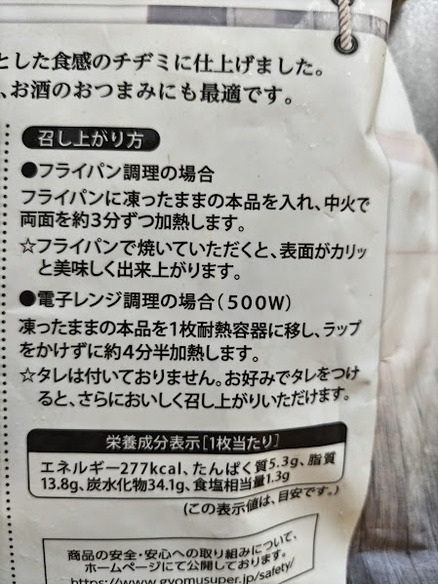 とした食感のチヂミに仕上げました。
、お酒のおつまみにも最適です。
召し上がり方
●フライパン調理の場合
フライパンに凍ったままの本品を入れ、中火で
両面を約3分ずつ加熱します。
☆フライパンで焼いていただくと、表面がカリッ
と美味しく出来上がります。
●電子レンジ調理の場合(500W)
凍ったままの本品を1枚耐熱容器に移し、ラップ
をかけずに約4分半加熱します。
☆タレは付いておりません。お好みでタレをつけ
ると、さらにおいしく召し上がりいただけます。
栄養成分表示[1枚当たり]
エネルギー277kcal、たんぱく質5.3g、脂質
13.8g、炭水化物34.1g、食塩相当量1.3g
(この表示値は、目安です。)
商品の安全・安心への取り組みについて、
ホームページにて公開しております。
https://www.gyomusuper.jp/safety/